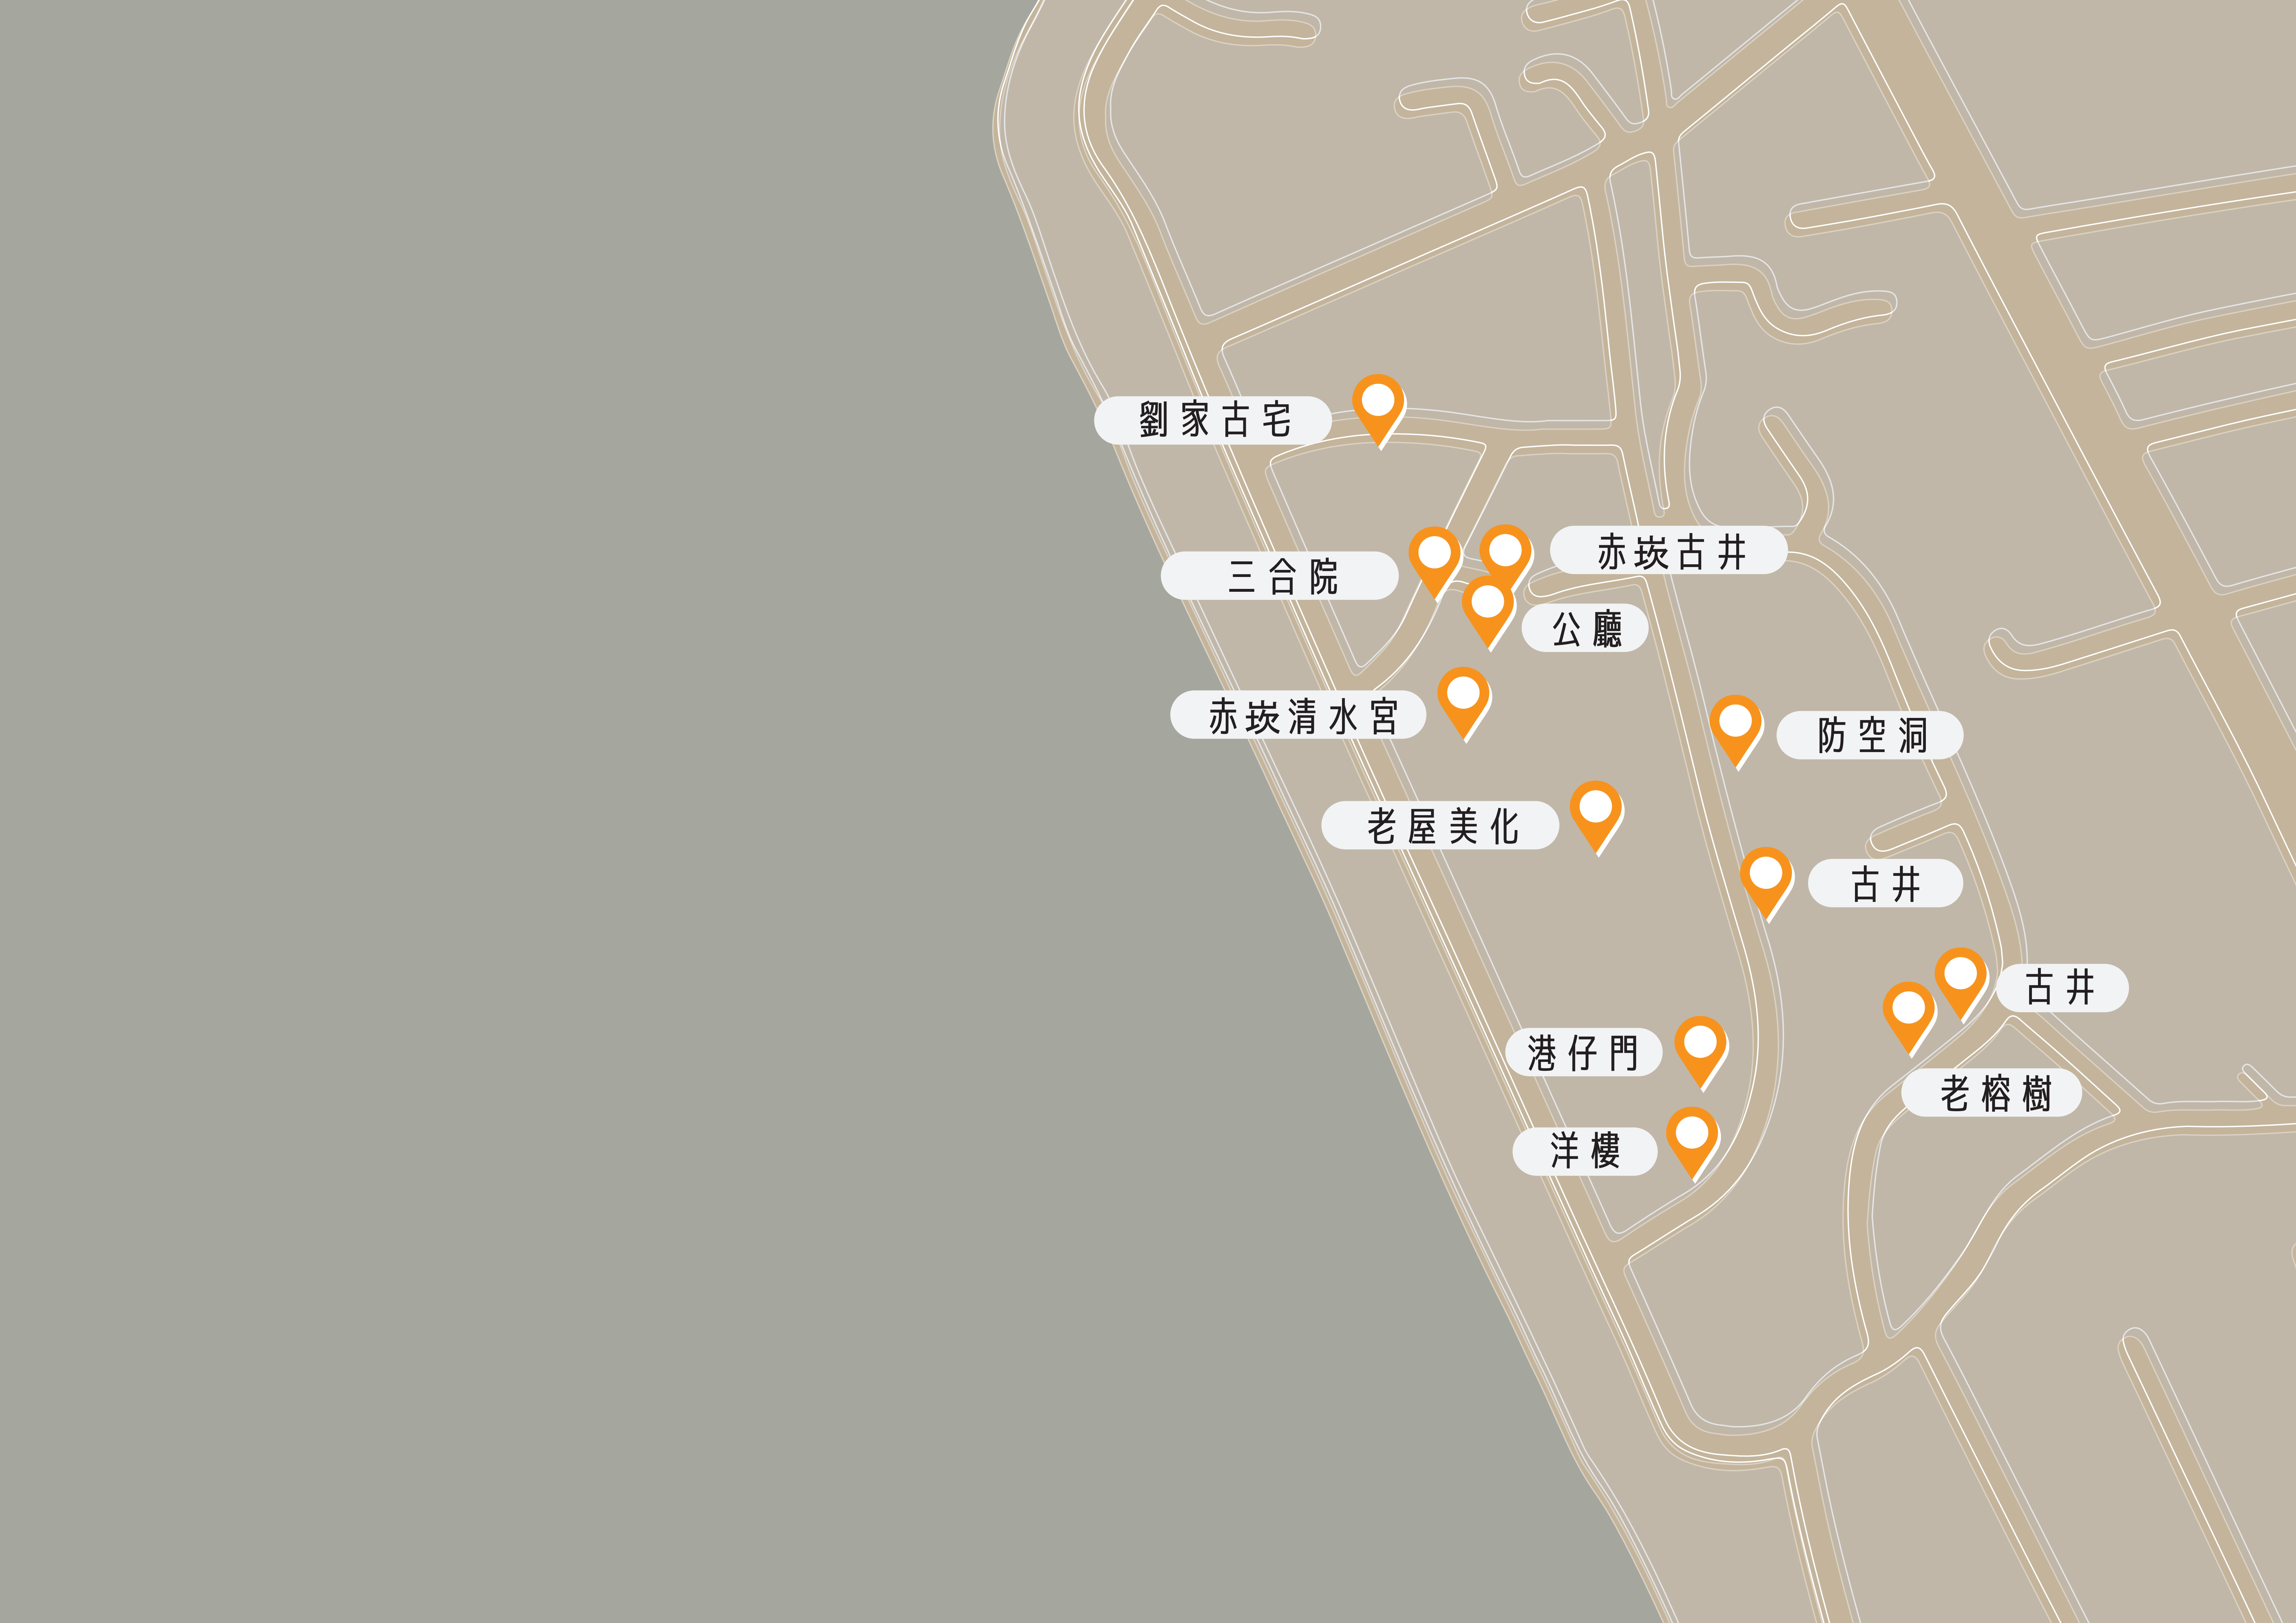 劉家古宅
三合院
赤崁古井
公廳
赤崁清水宮
防空洞
老屋美化
古井
古井
港仔門
老榕樹
洋樓